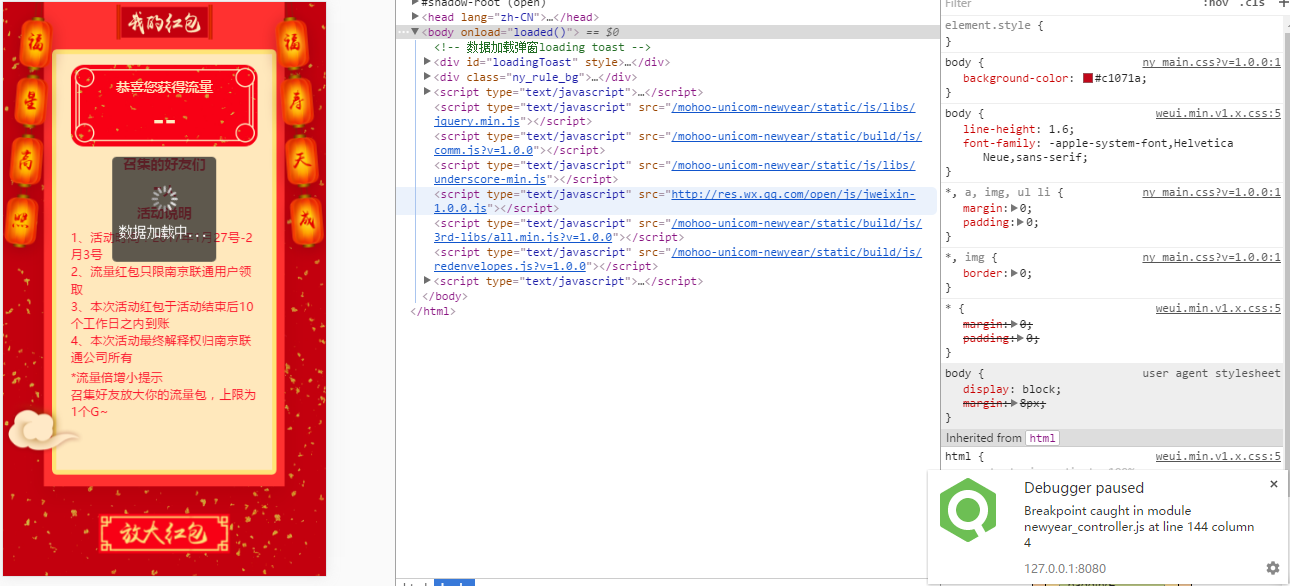 我的红包
福
星
高
照
福
寿
天
成
恭喜您获得流量
--
召集的好友们
活动说明
数据加载中...
1、活动时间：2017年1月27号-2
月3号
2、流量红包只限南京联通用户领
取
3、本次活动红包于活动结束后10
个工作日之内到账
4、本次活动最终解释权归南京联
通公司所有
*流量倍增小提示
召集好友放大你的流量包，上限为
1个G~
放大红包
▶#shadow-root (open)
▶<head lang="zh-CN">…</head>
···▼<body onload="loaded()"> == $0
<!-- 数据加载弹窗loading toast -->
▶<div id="loadingToast" style>…</div>
▶<div class="ny_rule_bg">…</div>
▶<script type="text/javascript">…</script>
<script type="text/javascript" src="/mohoo-unicom-newyear/static/js/libs/
jquery.min.js"></script>
<script type="text/javascript" src="/mohoo-unicom-newyear/static/build/js/
comm.js?v=1.0.0"></script>
<script type="text/javascript" src="/mohoo-unicom-newyear/static/js/libs/
underscore-min.js"></script>
<script type="text/javascript" src="http://res.wx.qq.com/open/js/jweixin-
1.0.0.js"></script>
<script type="text/javascript" src="/mohoo-unicom-newyear/static/build/js/
3rd-libs/all.min.js?v=1.0.0"></script>
<script type="text/javascript" src="/mohoo-unicom-newyear/static/build/js/
redenvelopes.js?v=1.0.0"></script>
▶<script type="text/javascript">…</script>
</body>
</html>
Filter :hov .cls +
element.style {
}
body { ny_main.css?v=1.0.0:1
background-color: #c1071a;
}
body { weui.min.v1.x.css:5
line-height: 1.6;
font-family: -apple-system-font,Helvetica
Neue,sans-serif;
}
*, a, img, ul li { ny_main.css?v=1.0.0:1
margin:▶0;
padding:▶0;
}
*, img { ny_main.css?v=1.0.0:1
border:▶0;
}
* { weui.min.v1.x.css:5
margin:▶0;
padding:▶0;
}
body { user agent stylesheet
display: block;
margin:▶8px;
}
Inherited from html
html { weui.min.v1.x.css:5
Debugger paused
Breakpoint caught in module
newyear_controller.js at line 144 column
4
127.0.0.1:8080